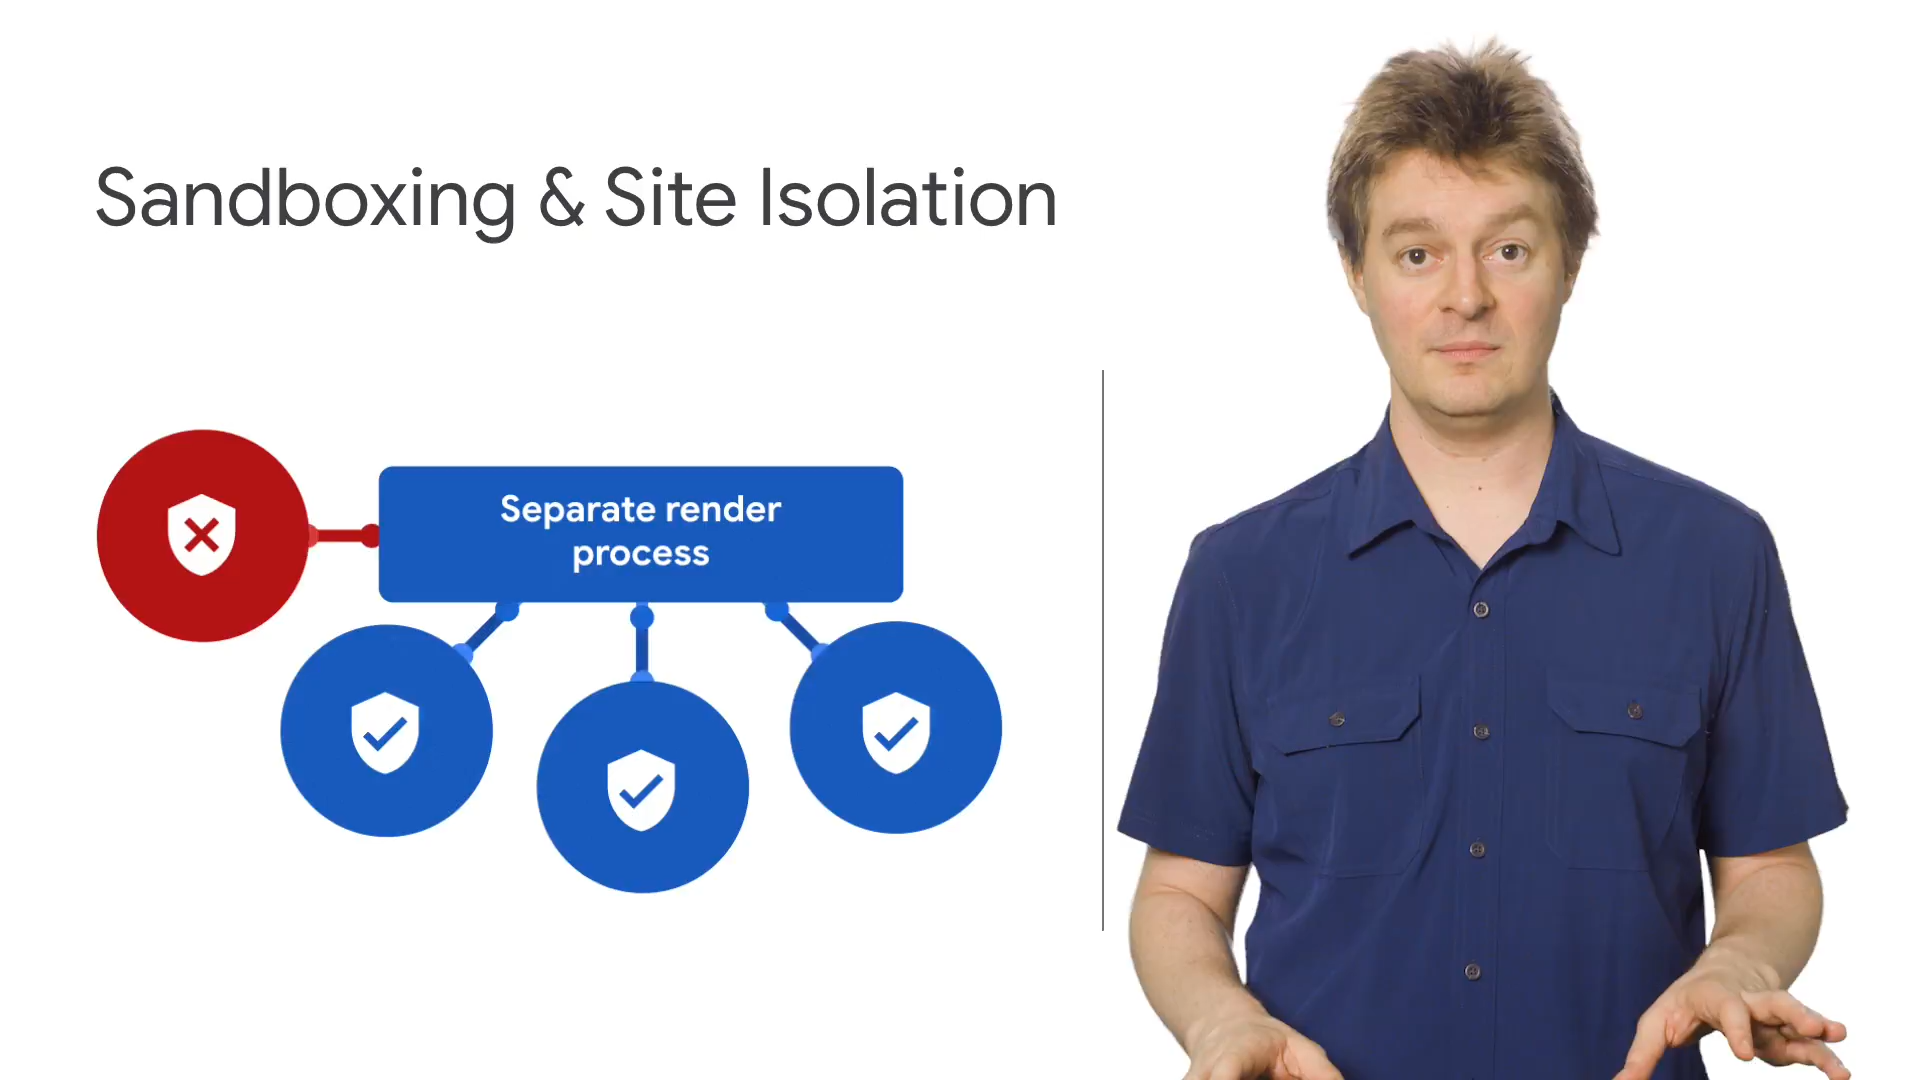 Sandboxing & Site Isolation
Separate render
process